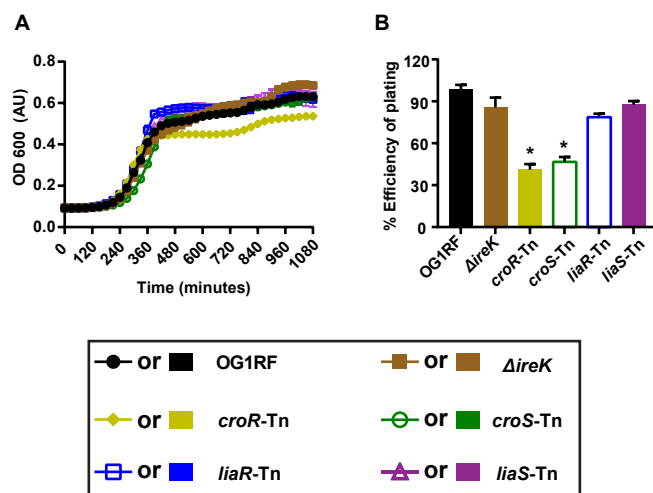 A
B
OD 600 (AU)
0.8
0.6
0.4
0.2
0.0
0
120
240
360
480
600
720
840
960
1080
Time (minutes)
% Efficiency of plating
120
90
60
30
0
*
*
OG1RF
ΔireK
croR-Tn
croS-Tn
liaR-Tn
liaS-Tn
or OG1RF
or ΔireK
or croR-Tn
or croS-Tn
or liaR-Tn
or liaS-Tn